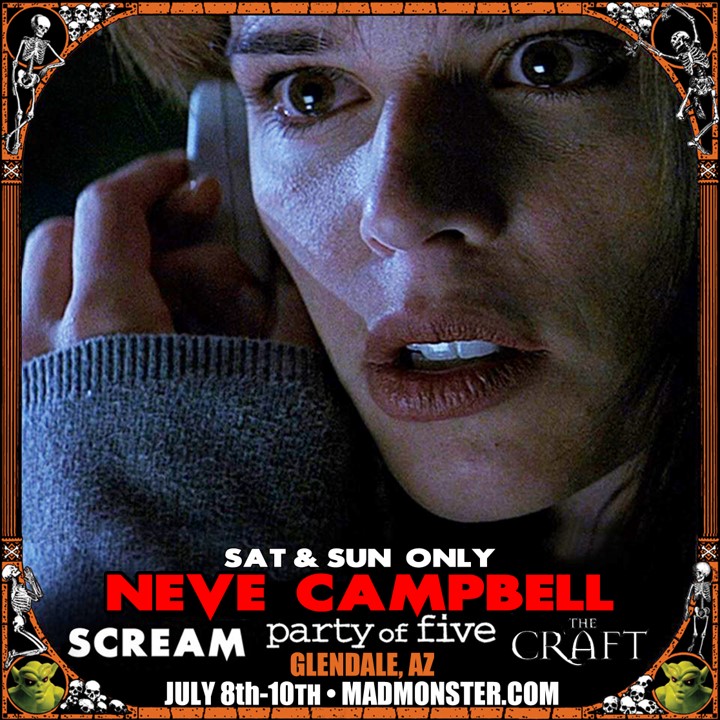 SAT & SUN ONLY
NEVE CAMPBELL
SCREAM party of five THE CRAFT
GLENDALE, AZ
JULY 8th-10TH • MADMONSTER.COM